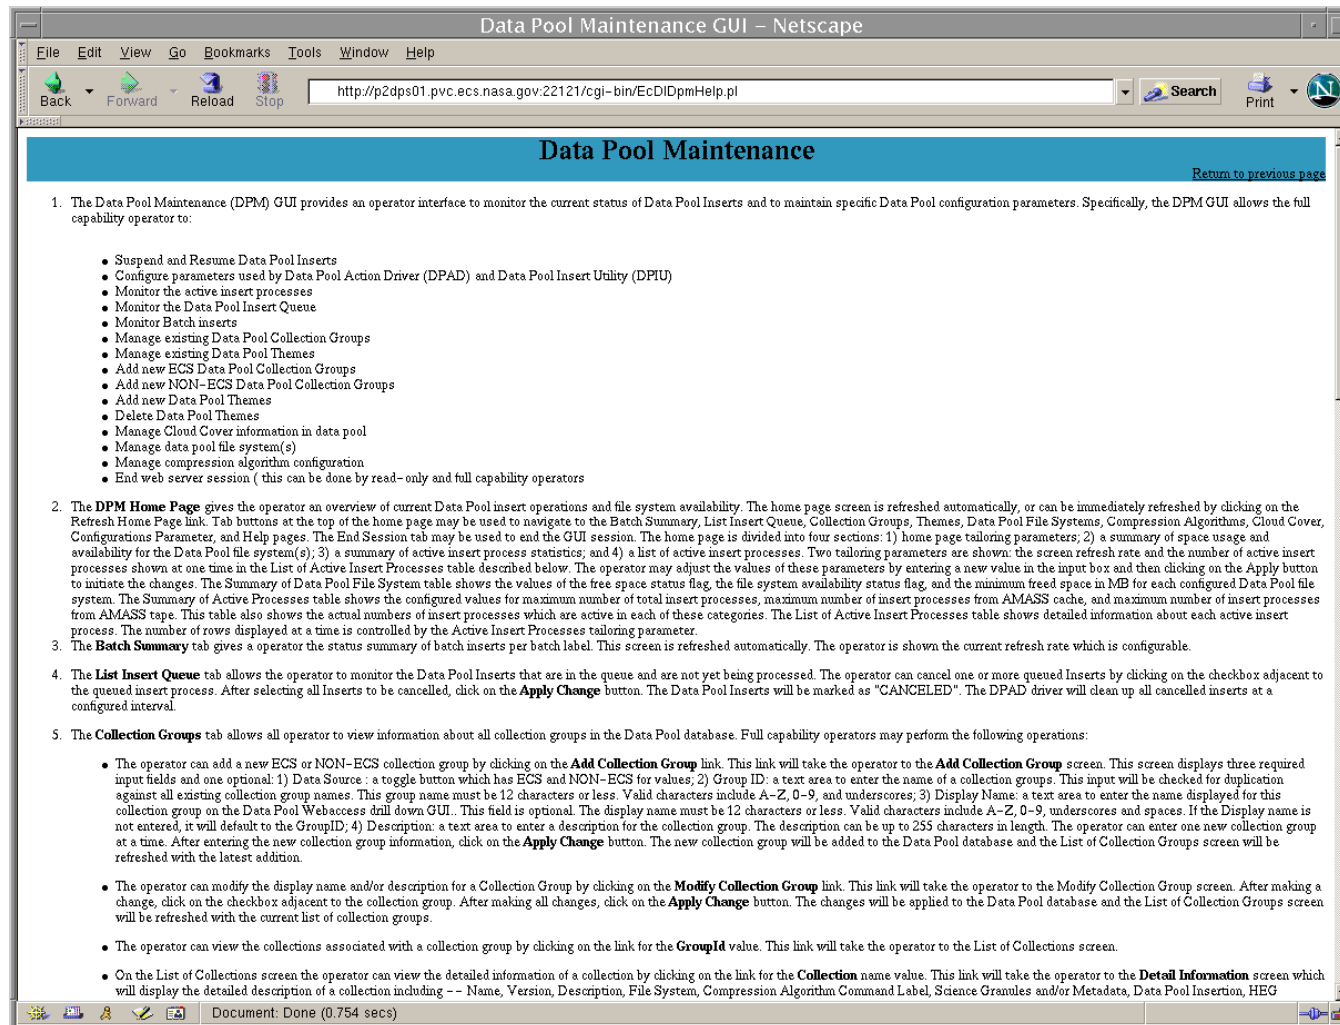 Data Pool Maintenance GUI – Netscape
File Edit View Go Bookmarks Tools Window Help
Back Forward Reload Stop http://p2dps01.pvc.ecs.nasa.gov:22121/cgi-bin/EcDlDpmHelp.pl Search Print N
Data Pool Maintenance
Return to previous page
1. The Data Pool Maintenance (DPM) GUI provides an operator interface to monitor the current status of Data Pool Inserts and to maintain specific Data Pool configuration parameters. Specifically, the DPM GUI allows the full
capability operator to:
● Suspend and Resume Data Pool Inserts
● Configure parameters used by Data Pool Action Driver (DPAD) and Data Pool Insert Utility (DPIU)
● Monitor the active insert processes
● Monitor the Data Pool Insert Queue
● Monitor Batch inserts
● Manage existing Data Pool Collection Groups
● Manage existing Data Pool Themes
● Add new ECS Data Pool Collection Groups
● Add new NON-ECS Data Pool Collection Groups
● Add new Data Pool Themes
● Delete Data Pool Themes
● Manage Cloud Cover information in data pool
● Manage data pool file system(s)
● Manage compression algorithm configuration
● End web server session ( this can be done by read-only and full capability operators
2. The DPM Home Page gives the operator an overview of current Data Pool insert operations and file system availability. The home page screen is refreshed automatically, or can be immediately refreshed by clicking on the
Refresh Home Page link. Tab buttons at the top of the home page may be used to navigate to the Batch Summary, List Insert Queue, Collection Groups, Themes, Data Pool File Systems, Compression Algorithms, Cloud Cover,
Configurations Parameter, and Help pages. The End Session tab may be used to end the GUI session. The home page is divided into four sections: 1) home page tailoring parameters; 2) a summary of space usage and
availability for the Data Pool file system(s); 3) a summary of active insert process statistics; and 4) a list of active insert processes. Two tailoring parameters are shown: the screen refresh rate and the number of active insert
processes shown at one time in the List of Active Insert Processes table described below. The operator may adjust the values of these parameters by entering a new value in the input box and then clicking on the Apply button
to initiate the changes. The Summary of Data Pool File System table shows the values of the free space status flag, the file system availability status flag, and the minimum freed space in MB for each configured Data Pool file
system. The Summary of Active Processes table shows the configured values for maximum number of total insert processes, maximum number of insert processes from AMASS cache, and maximum number of insert processes
from AMASS tape. This table also shows the actual numbers of insert processes which are active in each of these categories. The List of Active Insert Processes table shows detailed information about each active insert
process. The number of rows displayed at a time is controlled by the Active Insert Processes tailoring parameter.
3. The Batch Summary tab gives a operator the status summary of batch inserts per batch label. This screen is refreshed automatically. The operator is shown the current refresh rate which is configurable.
4. The List Insert Queue tab allows the operator to monitor the Data Pool Inserts that are in the queue and are not yet being processed. The operator can cancel one or more queued Inserts by clicking on the checkbox adjacent to
the queued insert process. After selecting all Inserts to be cancelled, click on the Apply Change button. The Data Pool Inserts will be marked as "CANCELED". The DPAD driver will clean up all cancelled inserts at a
configured interval.
5. The Collection Groups tab allows all operator to view information about all collection groups in the Data Pool database. Full capability operators may perform the following operations:
● The operator can add a new ECS or NON-ECS collection group by clicking on the Add Collection Group link. This link will take the operator to the Add Collection Group screen. This screen displays three required
input fields and one optional: 1) Data Source : a toggle button which has ECS and NON-ECS for values; 2) Group ID: a text area to enter the name of a collection groups. This input will be checked for duplication
against all existing collection group names. This group name must be 12 characters or less. Valid characters include A-Z, 0-9, and underscores; 3) Display Name: a text area to enter the name displayed for this
collection group on the Data Pool Webaccess drill down GUI.. This field is optional. The display name must be 12 characters or less. Valid characters include A-Z, 0-9, underscores and spaces. If the Display name is
not entered, it will default to the GroupID; 4) Description: a text area to enter a description for the collection group. The description can be up to 255 characters in length. The operator can enter one new collection group
at a time. After entering the new collection group information, click on the Apply Change button. The new collection group will be added to the Data Pool database and the List of Collection Groups screen will be
refreshed with the latest addition.
● The operator can modify the display name and/or description for a Collection Group by clicking on the Modify Collection Group link. This link will take the operator to the Modify Collection Group screen. After making a
change, click on the checkbox adjacent to the collection group. After making all changes, click on the Apply Change button. The changes will be applied to the Data Pool database and the List of Collection Groups screen
will be refreshed with the current list of collection groups.
● The operator can view the collections associated with a collection group by clicking on the link for the GroupId value. This link will take the operator to the List of Collections screen.
● On the List of Collections screen the operator can view the detailed information of a collection by clicking on the link for the Collection name value. This link will take the operator to the Detail Information screen which
will display the detailed description of a collection including -- Name, Version, Description, File System, Compression Algorithm Command Label, Science Granules and/or Metadata, Data Pool Insertion, HEG
Document: Done (0.754 secs)